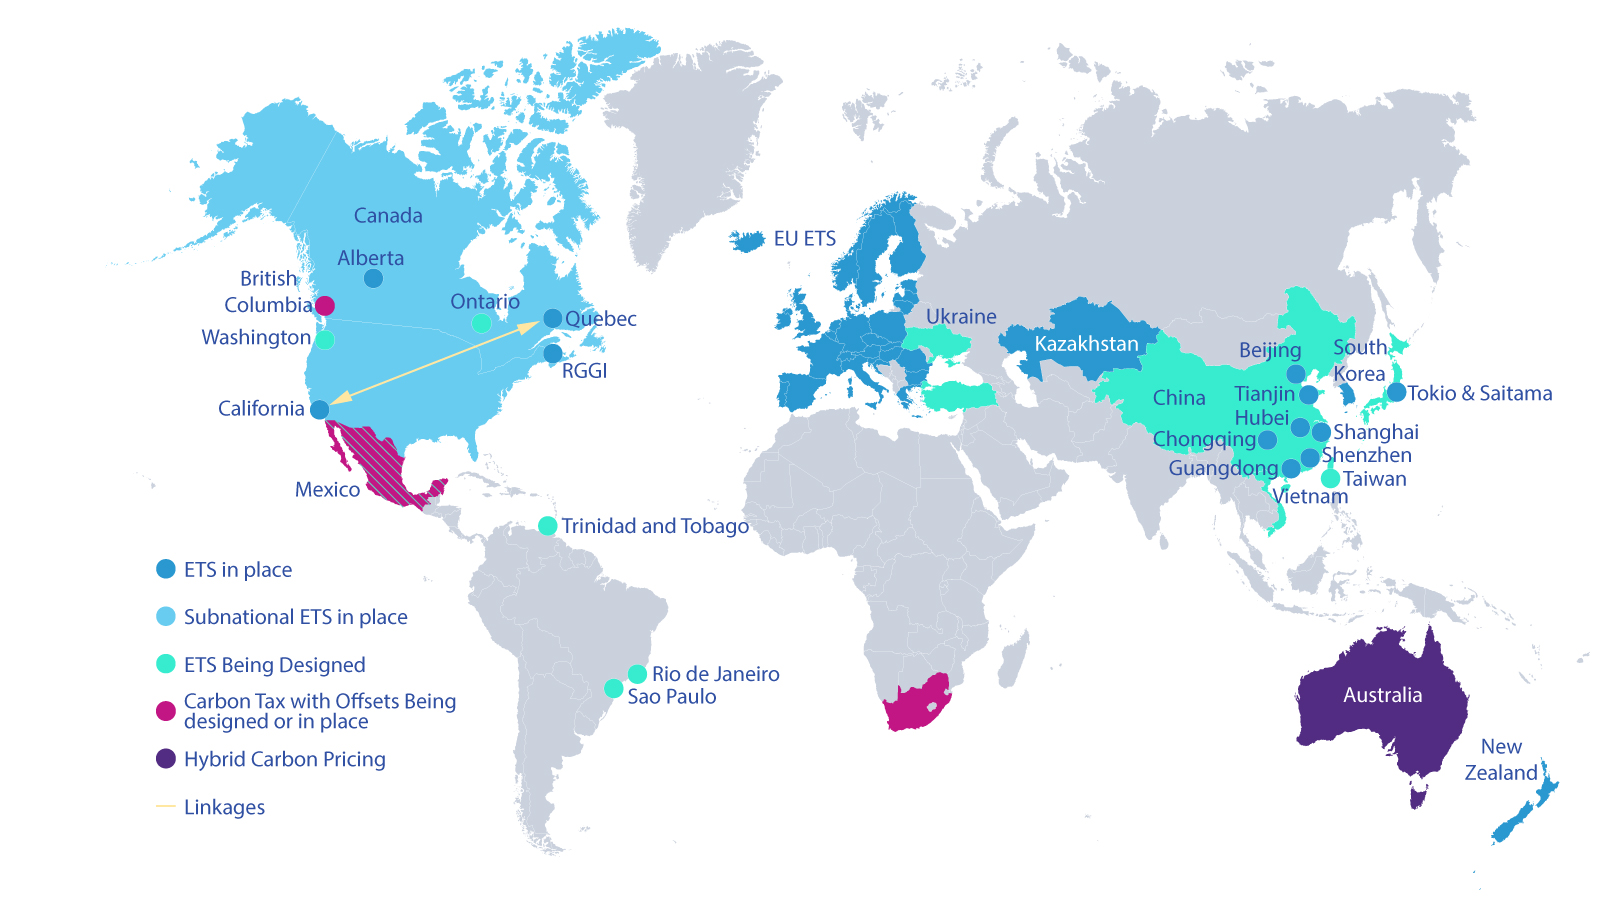 Canada
Alberta
British
Columbia
Washington
Ontario
Quebec
RGGI
California
Mexico
Trinidad and Tobago
Rio de Janeiro
Sao Paulo
EU ETS
Ukraine
Kazakhstan
China
Beijing
Tianjin
Hubei
Chongqing
Guangdong
South
Korea
Tokio & Saitama
Shanghai
Shenzhen
Taiwan
Vietnam
Australia
New
Zealand
ETS in place
Subnational ETS in place
ETS Being Designed
Carbon Tax with Offsets Being
designed or in place
Hybrid Carbon Pricing
Linkages